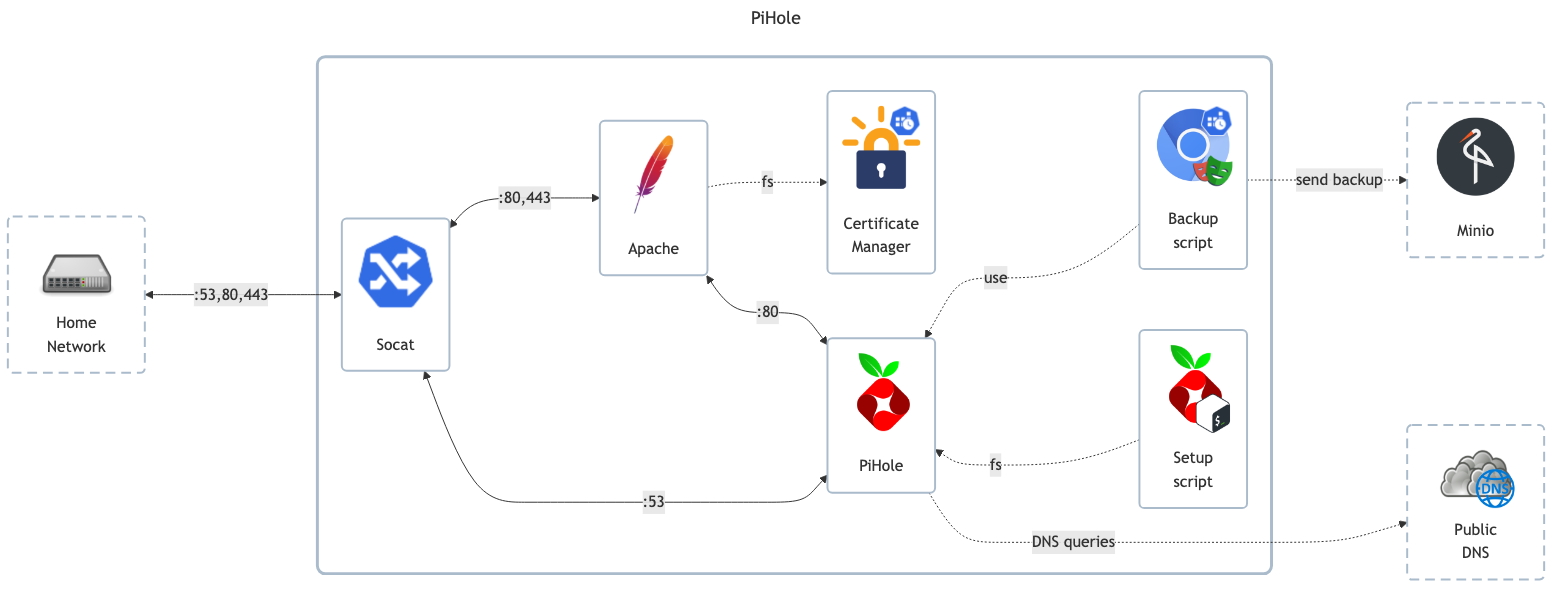 PiHole
:80,443
fs
Certificate
Manager
Apache
Backup
script
send backup
Minio
:53,80,443
Home
Network
Socat
use
:80
PiHole
fs
$_
Setup
script
:53
DNS queries
DNS
Public
DNS